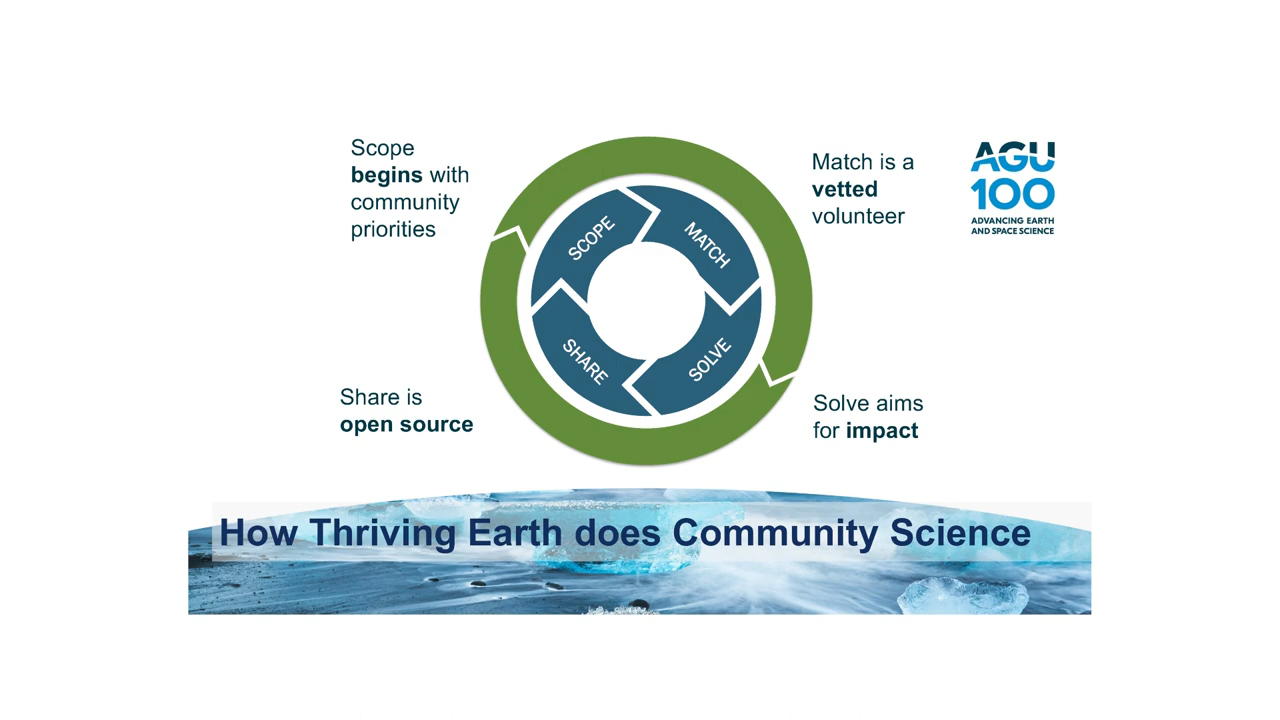 Scope
begins with
community
priorities
Match is a
vetted
volunteer
AGU
100
ADVANCING EARTH
AND SPACE SCIENCE
SCOPE
MATCH
SHARE
SOLVE
Share is
open source
Solve aims
for impact
How Thriving Earth does Community Science